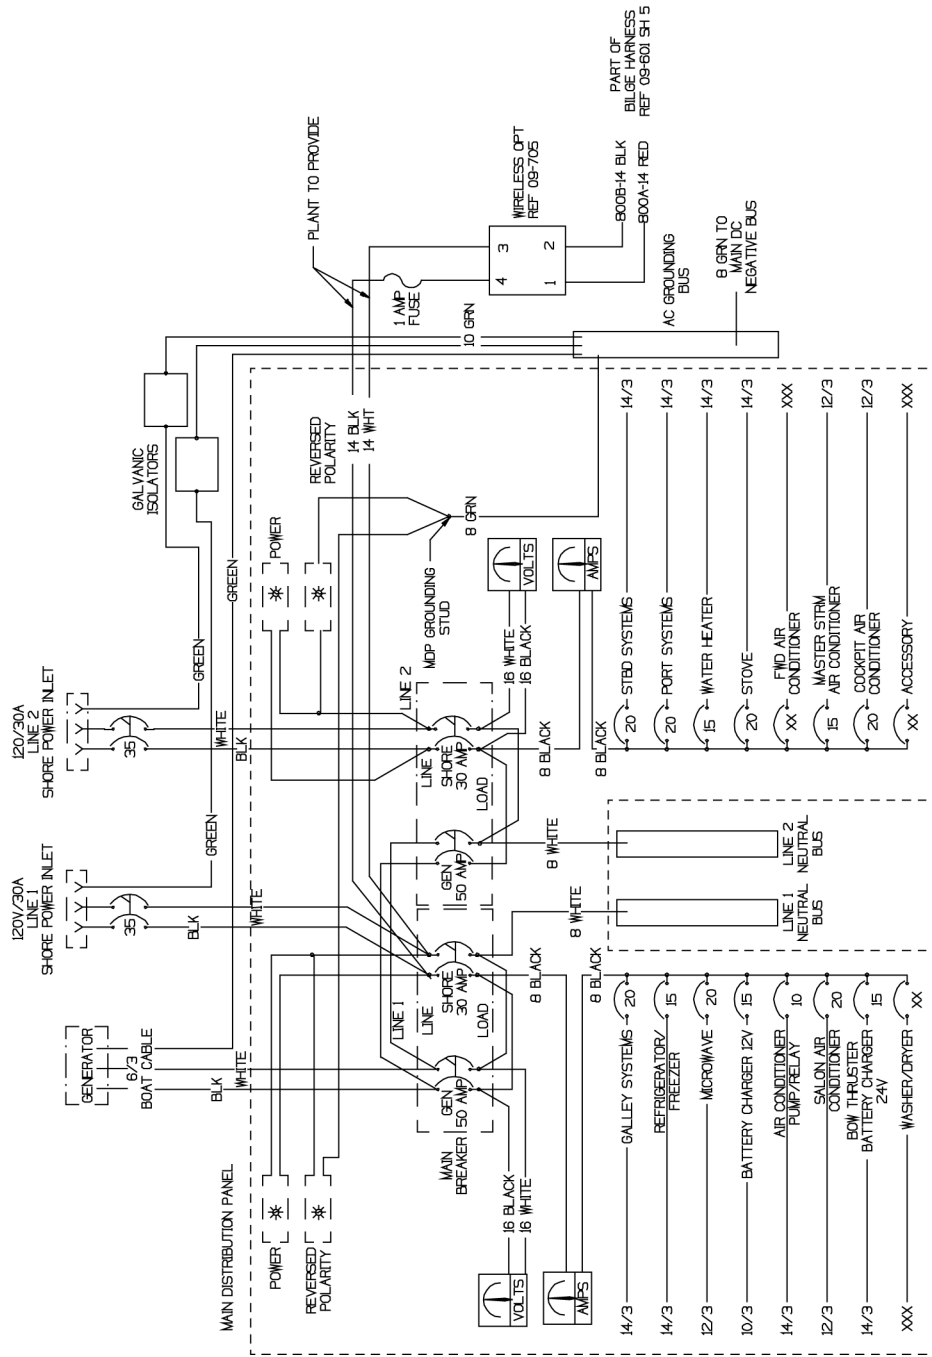 GENERATOR
6/3
BOAT CABLE
120V/30A
LINE 1
SHORE POWER INLET
120/30A
LINE 2
SHORE POWER INLET
35
35
GALVANIC
ISOLATORS
BLK
WHITE
BLK
WHITE
BLK
WHITE
GREEN
GREEN
GREEN
MAIN DISTRIBUTION PANEL
POWER
REVERSED
POLARITY
POWER
REVERSED
POLARITY
14 BLK
14 WHT
10 GRN
PLANT TO PROVIDE
1 AMP
FUSE
WIRELESS OPT
REF 09-705
4
3
1
2
PART OF
BILGE HARNESS
REF 09-601 SH 5
800B-14 BLK
800A-14 RED
AC GROUNDING
BUS
8 GRN TO
MAIN DC
NEGATIVE BUS
MAIN
BREAKER
GEN
50 AMP
LINE 1
LINE
SHORE
30 AMP
LOAD
GEN
50 AMP
LINE 2
LINE
SHORE
30 AMP
LOAD
MDP GROUNDING
STUD
8 GRN
16 BLACK
16 WHITE
VOLTS
AMPS
8 BLACK
8 BLACK
8 WHITE
8 WHITE
8 BLACK
8 BLACK
16 WHITE
16 BLACK
VOLTS
AMPS
LINE 1
NEUTRAL
BUS
LINE 2
NEUTRAL
BUS
14/3 GALLEY SYSTEMS 20
14/3 REFRIGERATOR/
FREEZER 15
12/3 MICROWAVE 20
10/3 BATTERY CHARGER 12V 15
14/3 AIR CONDITIONER
PUMP/RELAY 10
12/3 SALON AIR
CONDITIONER 20
14/3 BOW THRUSTER
BATTERY CHARGER
24V 15
XXX WASHER/DRYER XX
20 STBD SYSTEMS 14/3
20 PORT SYSTEMS 14/3
15 WATER HEATER 14/3
20 STOVE 14/3
XX FWD AIR
CONDITIONER XXX
15 MASTER STRM
AIR CONDITIONER 12/3
20 COCKPIT AIR
CONDITIONER 12/3
XX ACCESSORY XXX